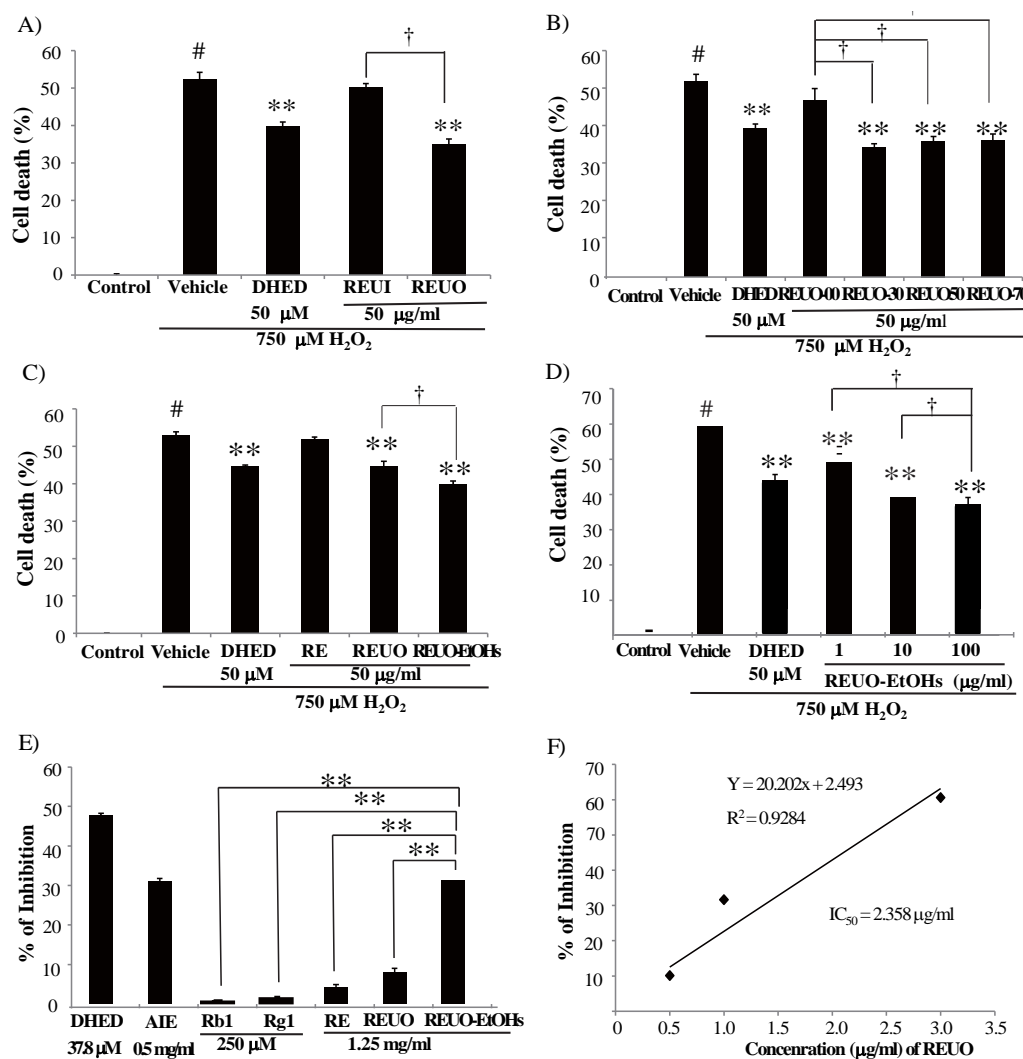 A)
†
60
#
50
**
**
40
30
20
10
0
Cell death (%)
Control Vehicle DHED REUI REUO
50 μM 50 μg/ml
750 μM H2O2
B)
†
†
†
60
#
50
**
** ** **
40
30
20
10
0
Cell death (%)
Control Vehicle DHED REUO-00 REUO-30 REUO-50 REUO-70
50 μM 50 μg/ml
750 μM H2O2
C)
†
60
#
50
** ** **
40
30
20
10
0
Cell death (%)
Control Vehicle DHED RE REUO REUO-EtOHs
50 μM 50 μg/ml
750 μM H2O2
D)
†
†
70
#
60
**
50
** ** **
40
30
20
10
Cell death (%)
Control Vehicle DHED 1 10 100
50 μM REUO-EtOHs (μg/ml)
750 μM H2O2
E)
60
**
50
**
**
40
**
30
20
10
0
% of Inhibition
DHED AIE Rb1 Rg1 RE REUO REUO-EtOHs
37.8 μM 0.5 mg/ml 250 μM 1.25 mg/ml
F)
70
Y = 20.202x + 2.493
60
R2 = 0.9284
70
30
IC50 = 2.358 μg/ml
20
10
% of Inhibition
0.5 1.0 1.5 2.0 2.5 3.0 3.5
Concenration (μg/ml) of REUO